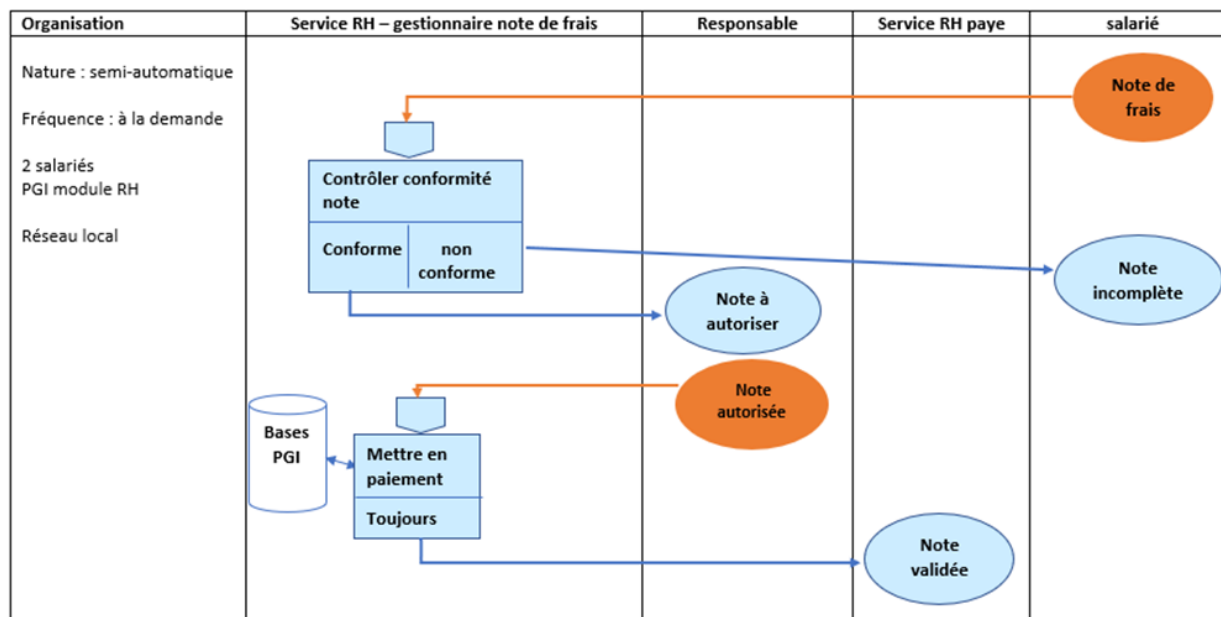 Organisation
Service RH – gestionnaire note de frais
Responsable
Service RH paye
salarié
Nature : semi-automatique
Fréquence : à la demande
2 salariés
PGI module RH
Réseau local
Note de
frais
Contrôler conformité
note
Conforme
non
conforme
Note
incomplète
Note à
autoriser
Note
autorisée
Bases
PGI
Mettre en
paiement
Toujours
Note
validée